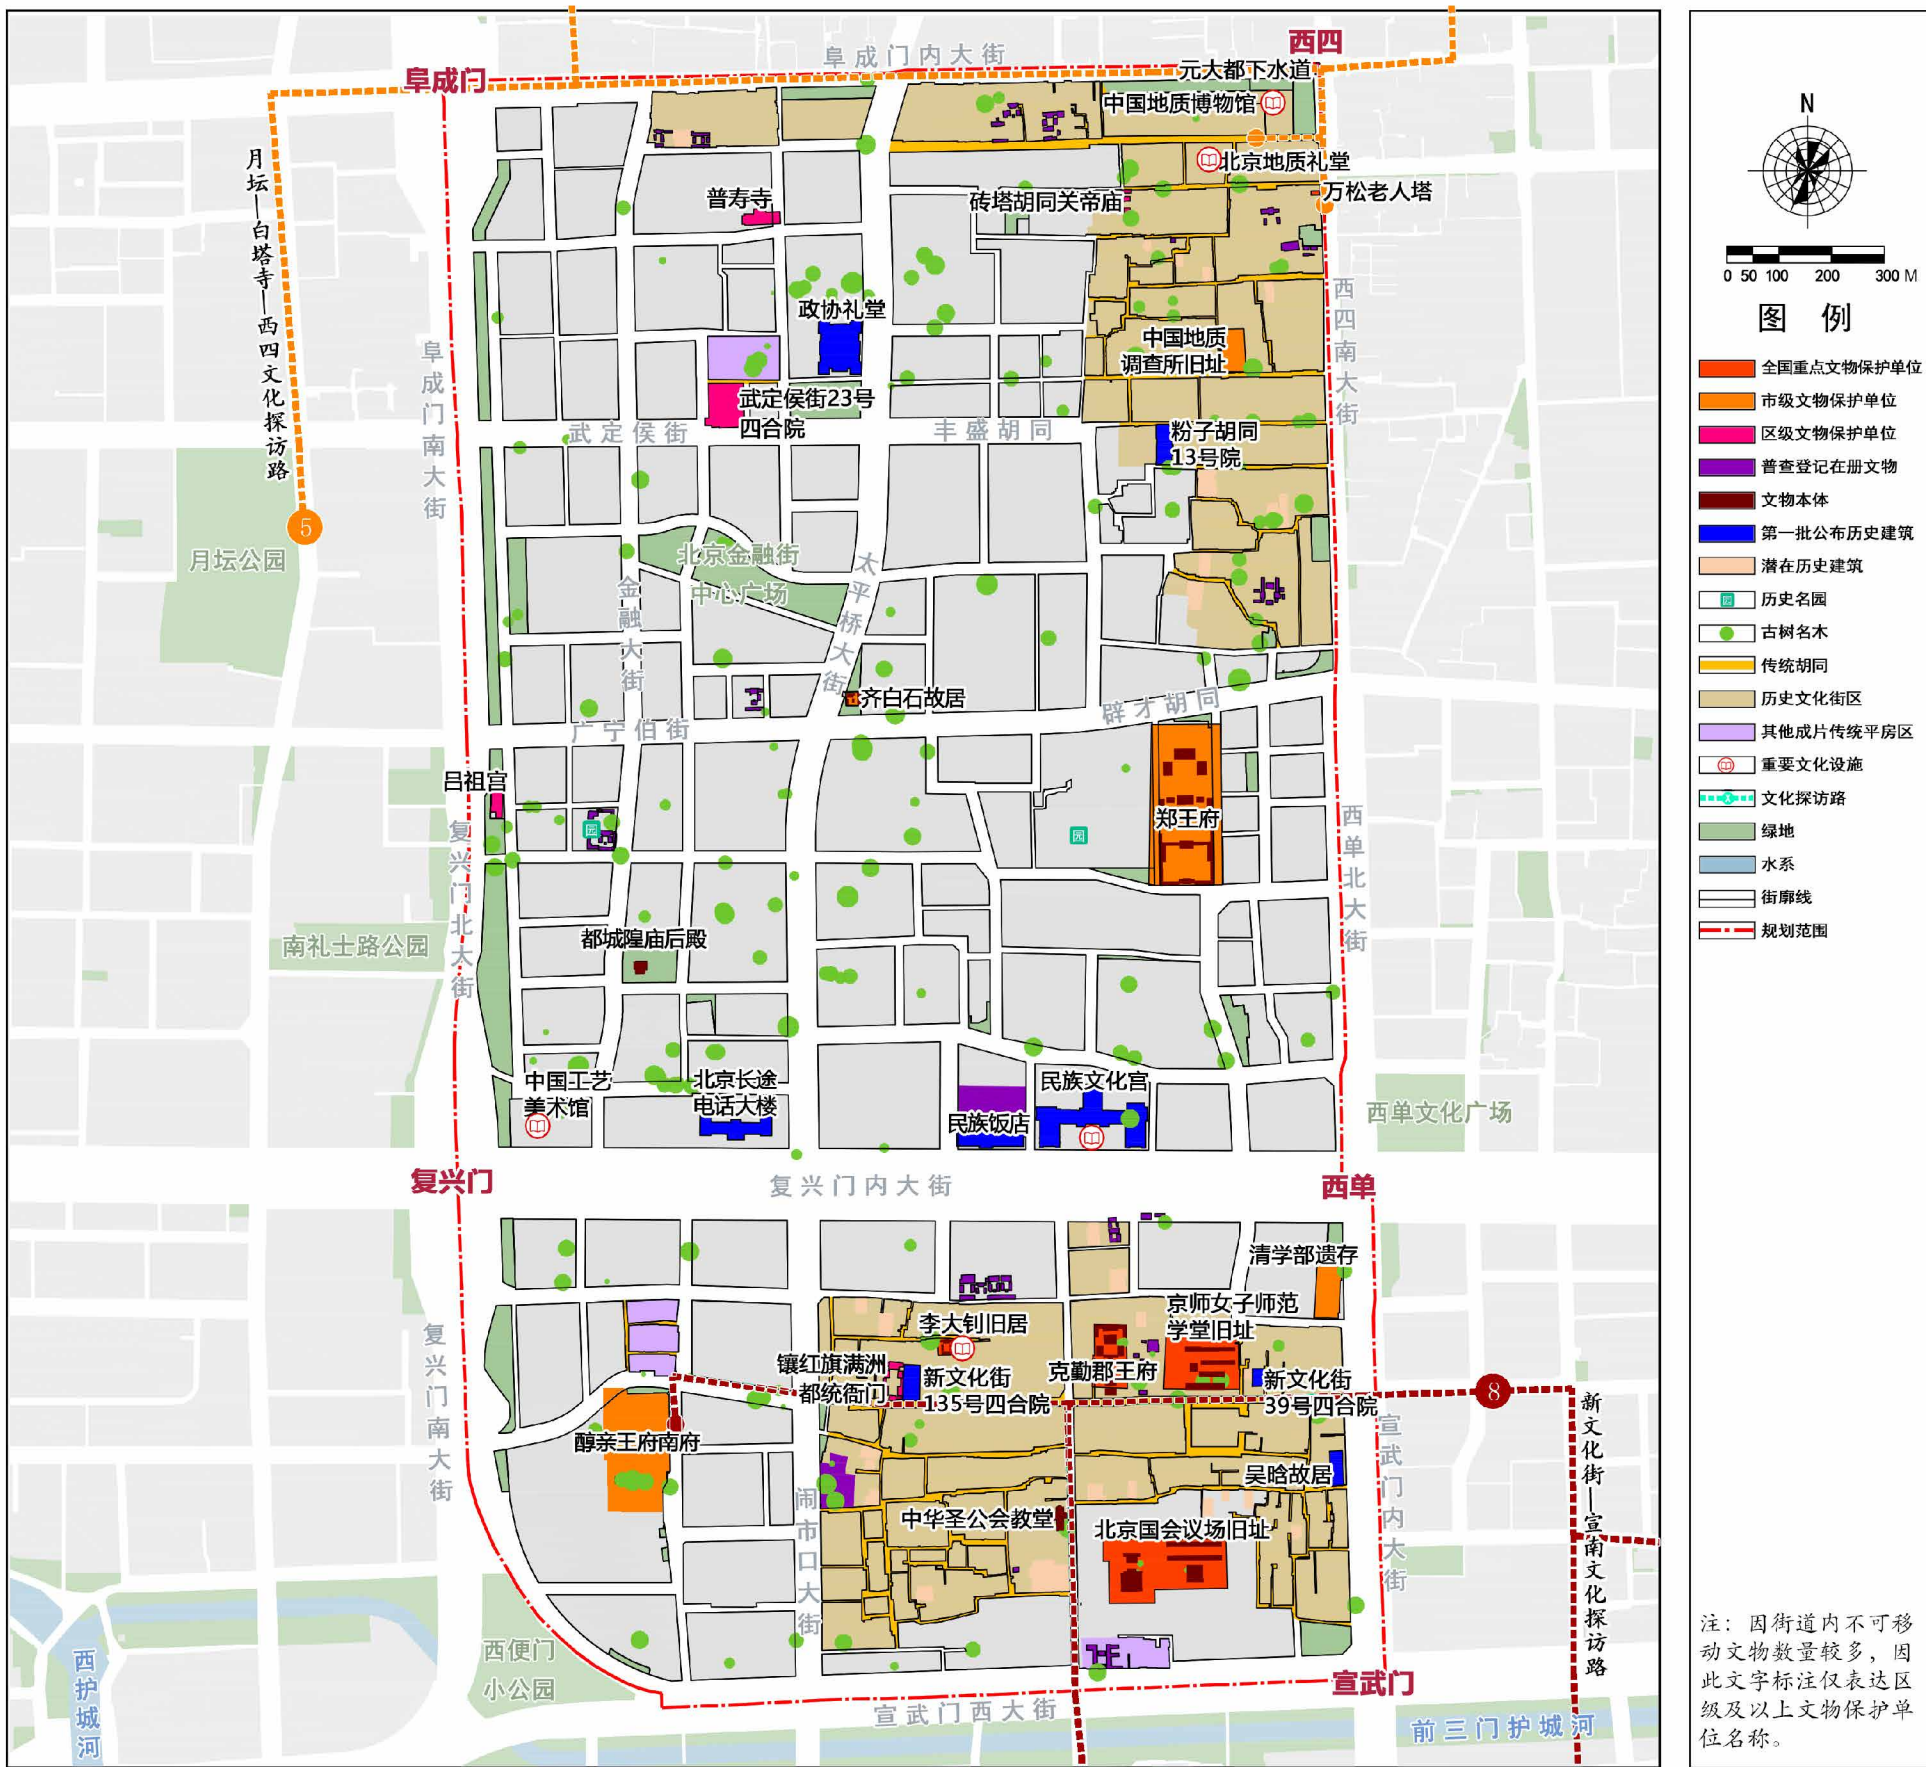 阜成门内大街
西四
阜成门
元大都下水道
中国地质博物馆
北京地质礼堂
月坛—白塔寺—西四文化探访路
普寿寺
砖塔胡同关帝庙
万松老人塔
政协礼堂
西四南大街
中国地质
调查所旧址
阜成门南大街
武定侯街23号
四合院
武定侯街
丰盛胡同
粉子胡同
13号院
5
月坛公园
北京金融街
中心广场
太平桥大街
金融大街
齐白石故居
辟才胡同
广宁伯街
吕祖宫
园
园
郑王府
复兴门北大街
西单北大街
都城隍庙后殿
南礼士路公园
中国工艺
美术馆
北京长途
电话大楼
民族文化宫
民族饭店
西单文化广场
复兴门
复兴门内大街
西单
清学部遗存
京师女子师范
学堂旧址
李大钊旧居
复兴门南大街
镶红旗满洲
都统衙门
新文化街
135号四合院
克勤郡王府
新文化街
39号四合院
8
新文化街—宣南文化探访路
醇亲王府南府
宣武门内大街
吴晗故居
闹市口大街
中华圣公会教堂
北京国会议场旧址
西便门
小公园
西护城河
宣武门
宣武门西大街
前三门护城河
N
0 50 100 200 300 M
图 例
全国重点文物保护单位
市级文物保护单位
区级文物保护单位
普查登记在册文物
文物本体
第一批公布历史建筑
潜在历史建筑
园 历史名园
古树名木
传统胡同
历史文化街区
其他成片传统平房区
重要文化设施
文化探访路
绿地
水系
街廓线
规划范围
注：因街道内不可移
动文物数量较多，因
此文字标注仅表达区
级及以上文物保护单
位名称。